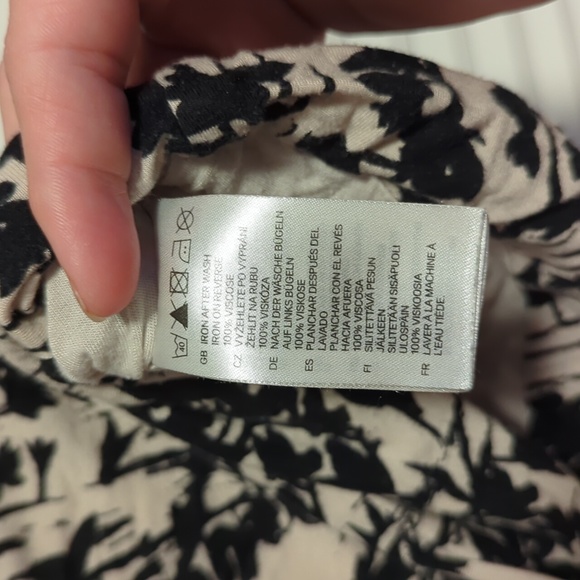 40
GB IRON AFTER WASH
IRON ON REVERSE
100% VISCOSE
CZ VYŽEHLETE PO VYPRÁNÍ
ŽEHLIT NA RUBU
100% VISKÓZA
DE NACH DER WÄSCHE BÜGELN
AUF LINKS BÜGELN
100% VISKOSE
ES PLANCHAR DESPUÉS DEL
LAVADO
PLANCHAR CON EL REVÉS
HACIA AFUERA
100% VISCOSA
FI SILITETTÄVÄ PESUN
JÄLKEEN
SILITETÄÄN SISÄPUOLI
ULOSPÄIN
100% VISKOOSIA
FR LAVER À LA MACHINE À
L'EAU TIÈDE.